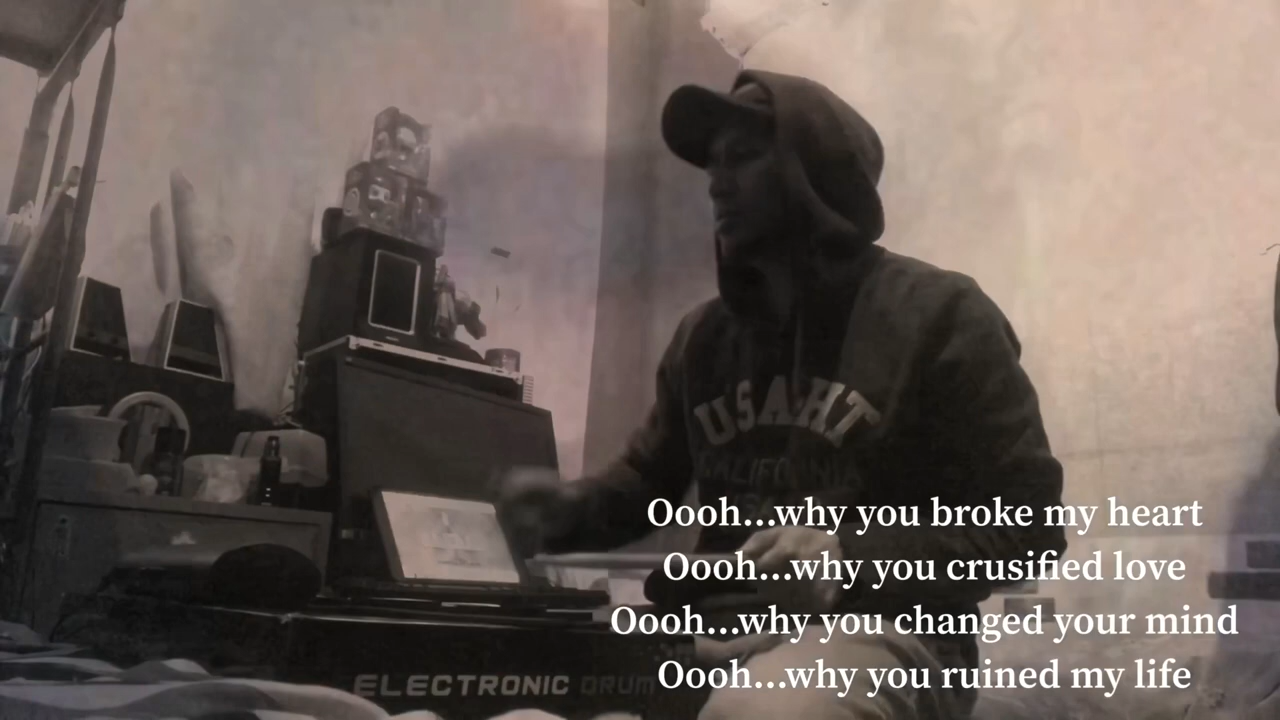 USAHT
CALIFORNIA
Oooh...why you broke my heart
Oooh...why you crusified love
Oooh...why you changed your mind
Oooh...why you ruined my life
ELECTRONIC DRUM